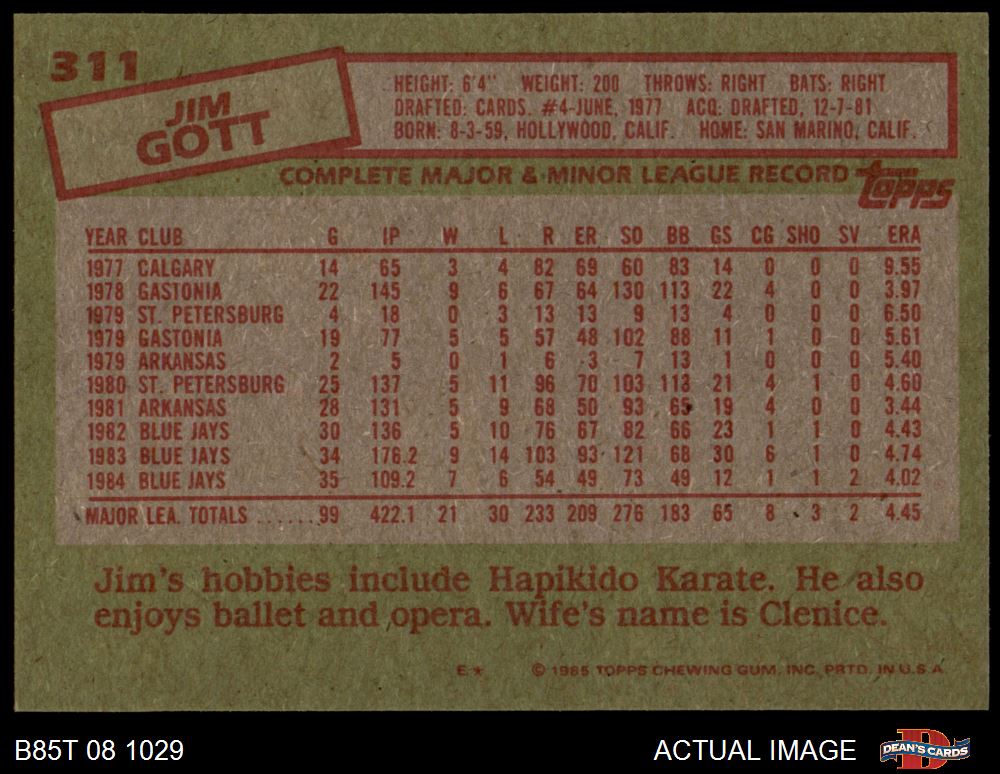 311
JIM
GOTT
HEIGHT: 6'4" WEIGHT: 200 THROWS: RIGHT BATS: RIGHT
DRAFTED: CARDS. #4-JUNE, 1977 ACQ: DRAFTED, 12-7-81
BORN: 8-3-59, HOLLYWOOD, CALIF. HOME: SAN MARINO, CALIF.
COMPLETE MAJOR & MINOR LEAGUE RECORD topps
YEAR CLUB G IP W L R ER SO BB GS CG SHO SV ERA
1977 CALGARY 14 65 3 4 82 69 60 83 14 0 0 0 9.55
1978 GASTONIA 22 145 9 6 67 64 130 113 22 4 0 0 3.97
1979 ST. PETERSBURG 4 18 0 3 13 13 9 13 4 0 0 0 6.50
1979 GASTONIA 19 77 5 5 57 48 102 88 11 1 0 0 5.61
1979 ARKANSAS 2 5 0 1 6 3 7 13 1 0 0 0 5.40
1980 ST. PETERSBURG 25 137 5 11 96 70 103 113 21 4 1 0 4.60
1981 ARKANSAS 28 131 5 9 68 50 93 65 19 4 0 0 3.44
1982 BLUE JAYS 30 136 5 10 76 67 82 66 23 1 1 0 4.43
1983 BLUE JAYS 34 176.2 9 14 103 93 121 68 30 6 1 0 4.74
1984 BLUE JAYS 35 109.2 7 6 54 49 73 49 12 1 1 2 4.02
MAJOR LEA. TOTALS ....... 99 422.1 21 30 233 209 276 183 65 8 3 2 4.45
Jim's hobbies include Hapikido Karate. He also
enjoys ballet and opera. Wife's name is Clenice.
E★ © 1985 TOPPS CHEWING GUM, INC. PRTD. IN U.S.A.
B85T 08 1029 ACTUAL IMAGE DEAN'S CARDS